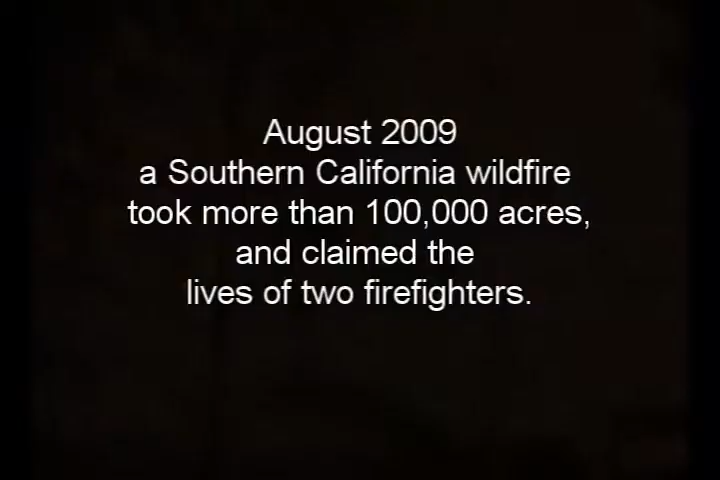 August 2009
a Southern California wildfire
took more than 100,000 acres,
and claimed the
lives of two firefighters.